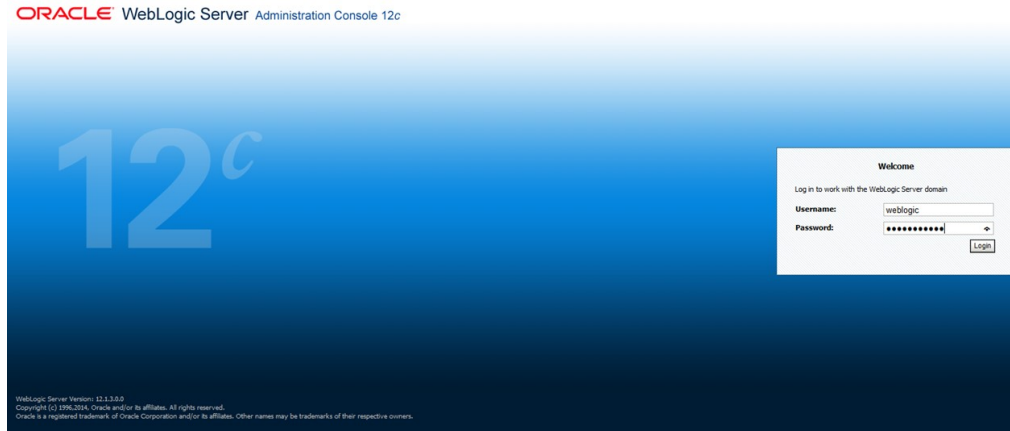 ORACLE WebLogic Server Administration Console 12c
12c
Welcome
Log in to work with the WebLogic Server domain
Username: weblogic
Password: •••••••••••
Login
WebLogic Server Version: 12.1.3.0.0
Copyright (c) 1996,2014, Oracle and/or its affiliates. All rights reserved.
Oracle is a registered trademark of Oracle Corporation and/or its affiliates. Other names may be trademarks of their respective owners.